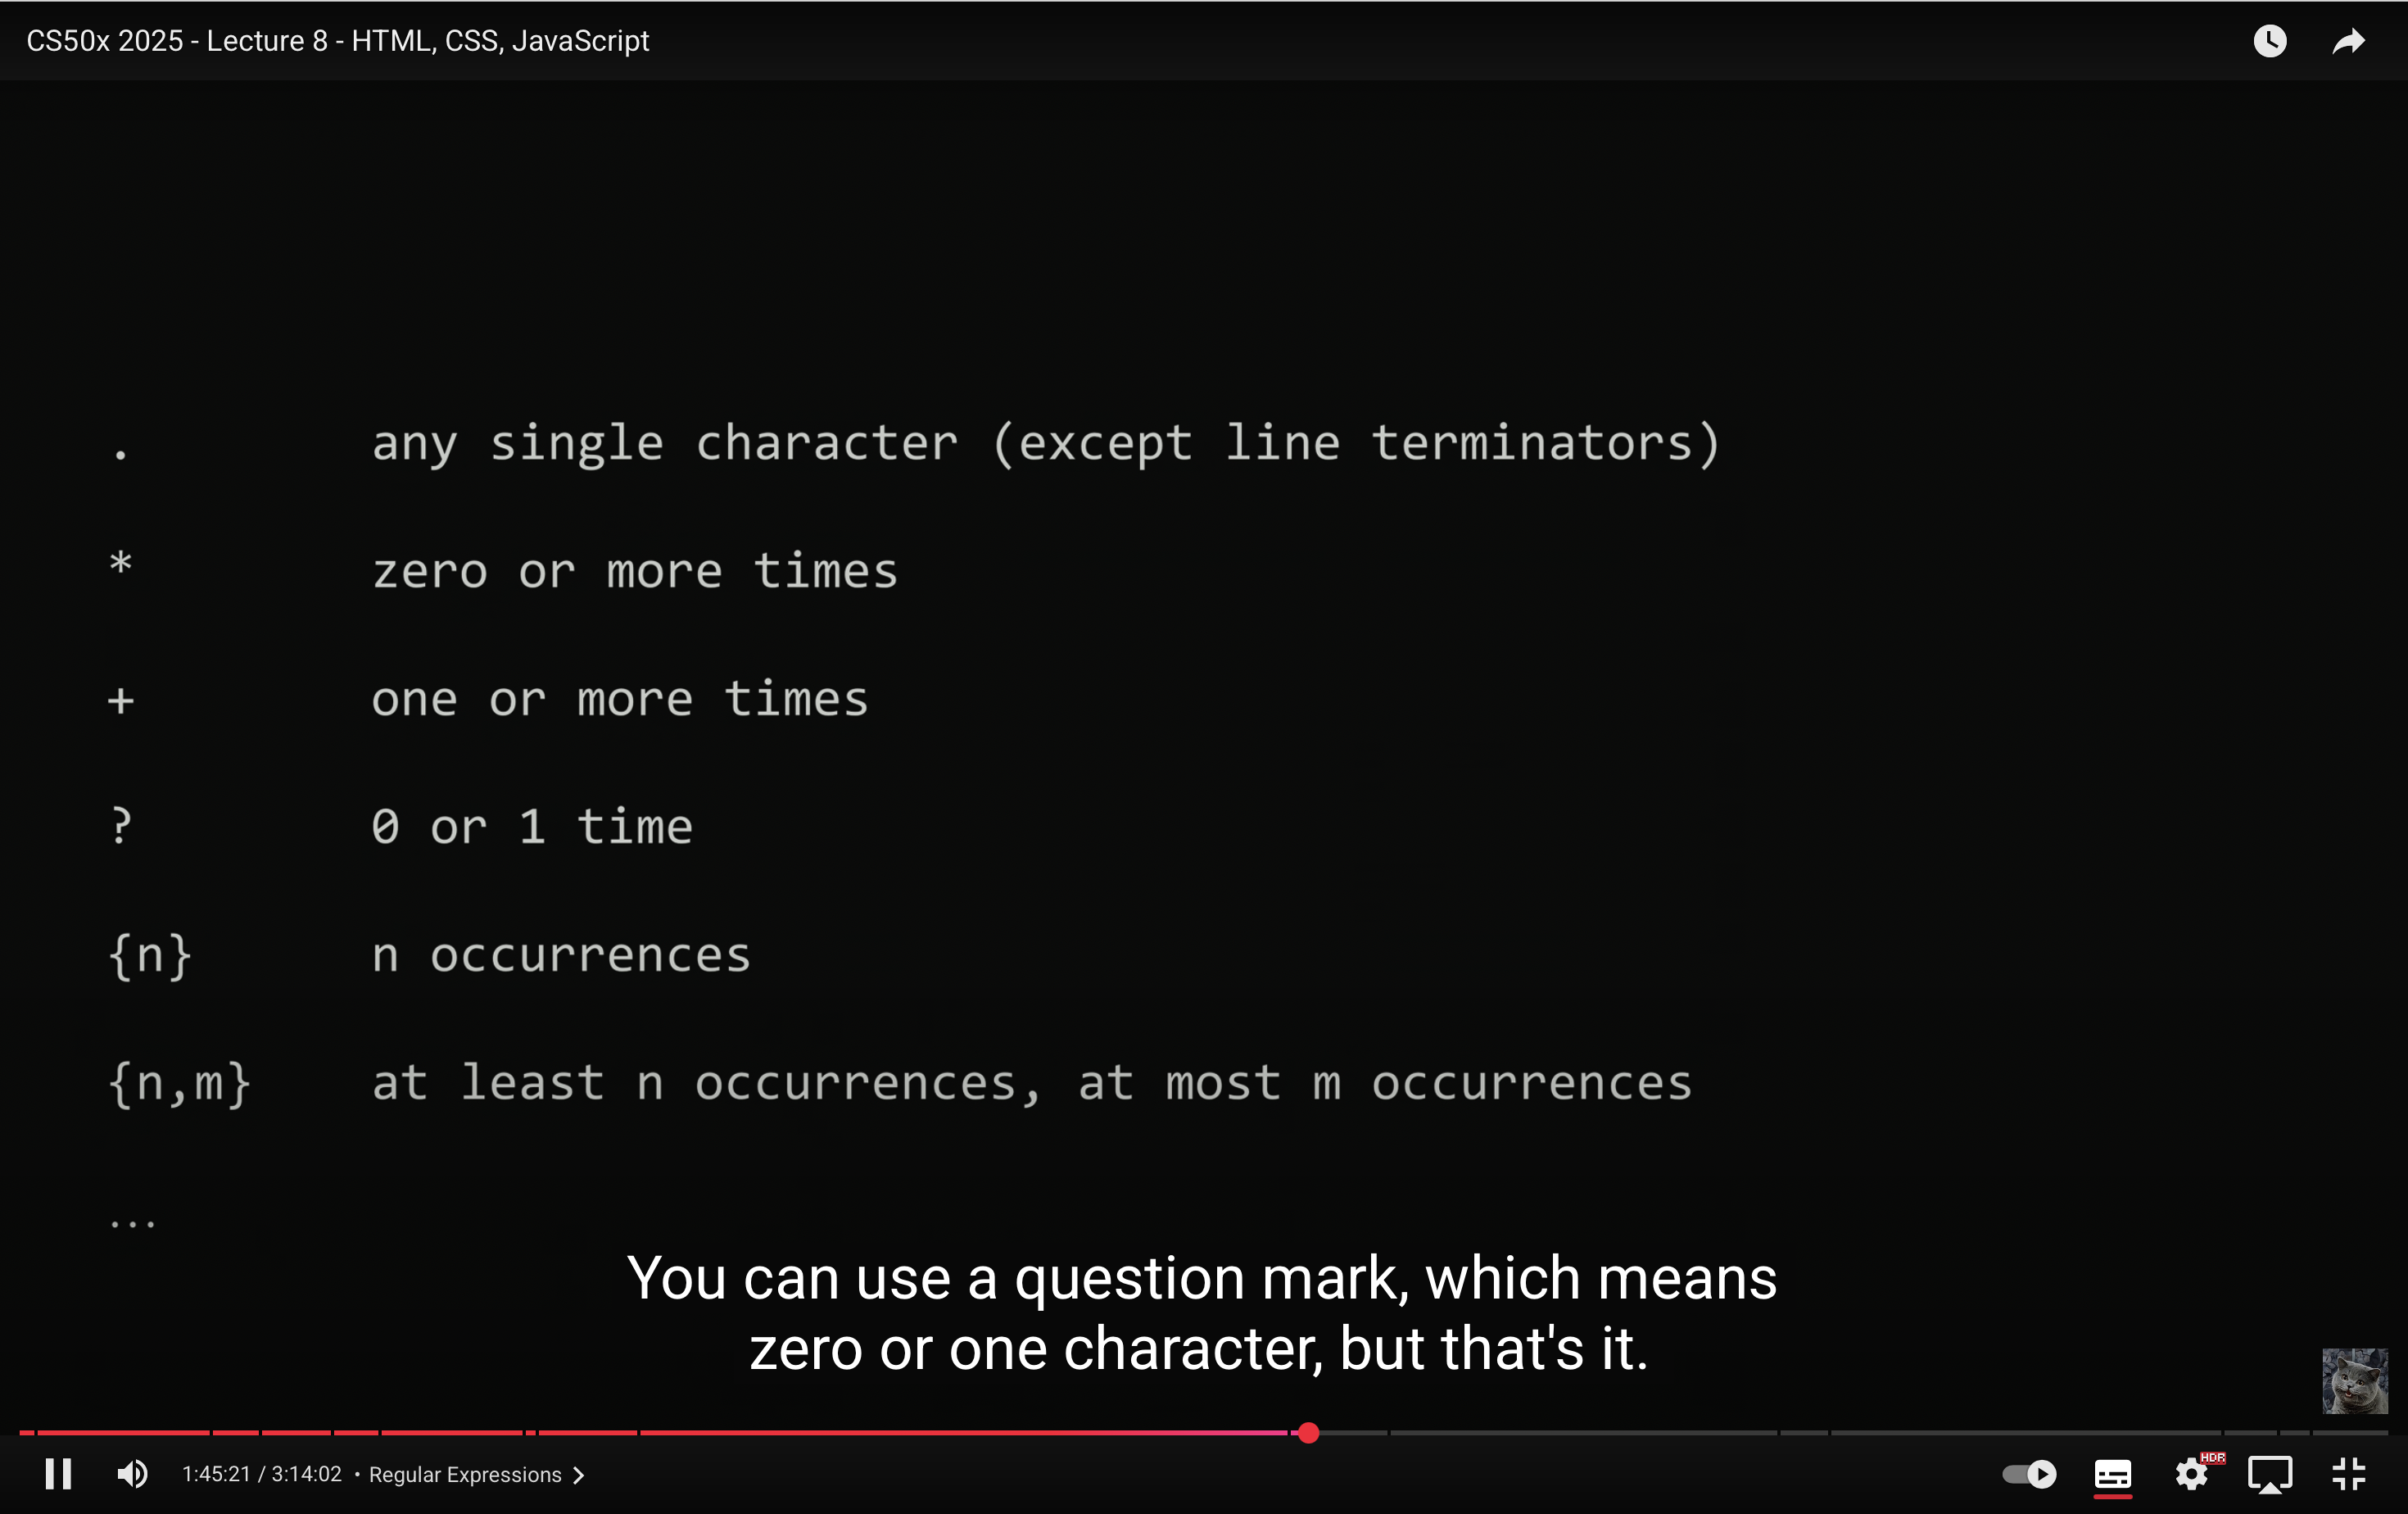 CS50x 2025 - Lecture 8 - HTML, CSS, JavaScript
. any single character (except line terminators)
* zero or more times
+ one or more times
? 0 or 1 time
{n} n occurrences
{n,m} at least n occurrences, at most m occurrences
...
You can use a question mark, which means
zero or one character, but that's it.
1:45:21 / 3:14:02 • Regular Expressions
HDR